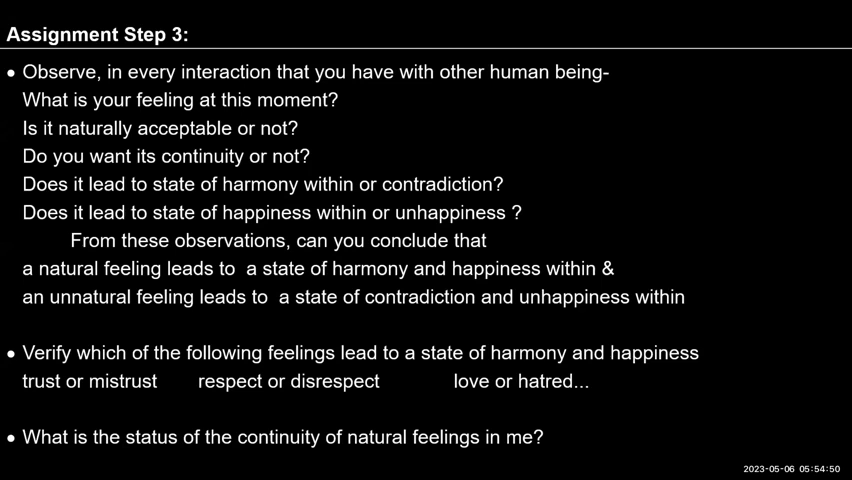 Assignment Step 3:
• Observe, in every interaction that you have with other human being-
What is your feeling at this moment?
Is it naturally acceptable or not?
Do you want its continuity or not?
Does it lead to state of harmony within or contradiction?
Does it lead to state of happiness within or unhappiness ?
From these observations, can you conclude that
a natural feeling leads to a state of harmony and happiness within &
an unnatural feeling leads to a state of contradiction and unhappiness within
• Verify which of the following feelings lead to a state of harmony and happiness
trust or mistrust respect or disrespect love or hatred...
• What is the status of the continuity of natural feelings in me?
2023-05-06 05:54:50